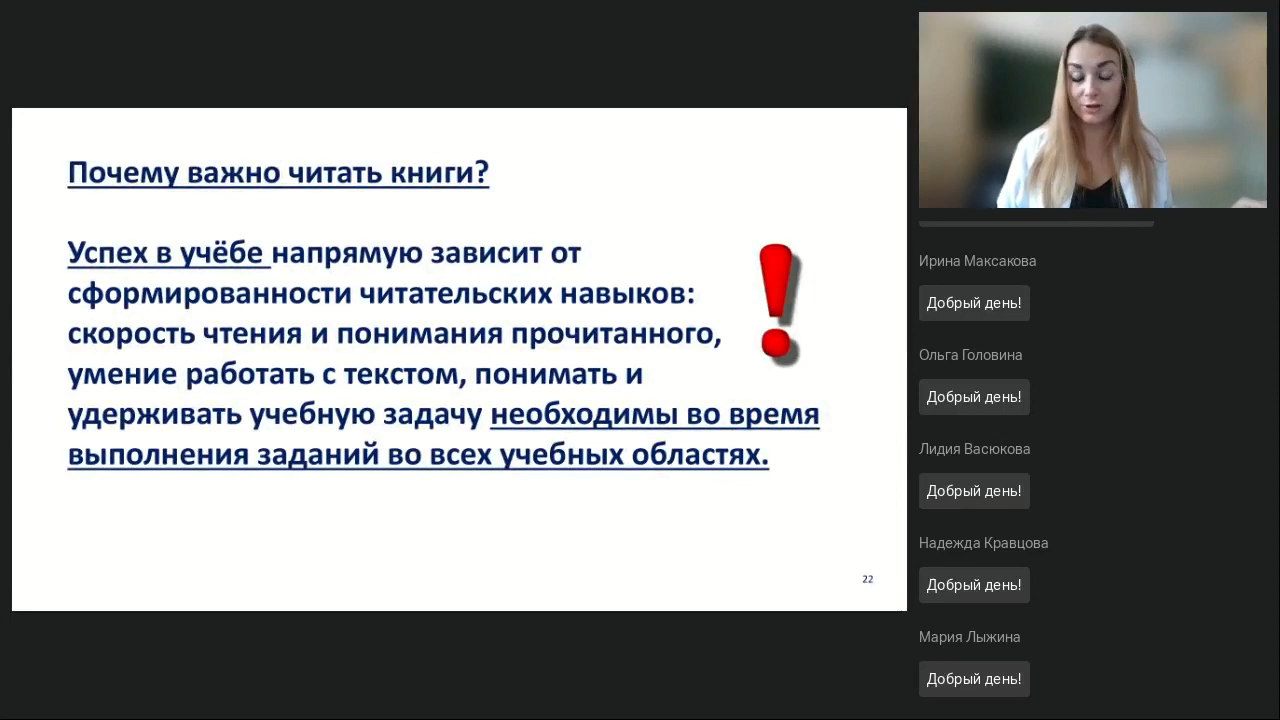 Почему важно читать книги?
Успех в учёбе напрямую зависит от
сформированности читательских навыков:
скорость чтения и понимания прочитанного,
умение работать с текстом, понимать и
удерживать учебную задачу необходимы во время
выполнения заданий во всех учебных областях.
22
Ирина Максакова
Добрый день!
Ольга Головина
Добрый день!
Лидия Васюкова
Добрый день!
Надежда Кравцова
Добрый день!
Мария Лыжина
Добрый день!